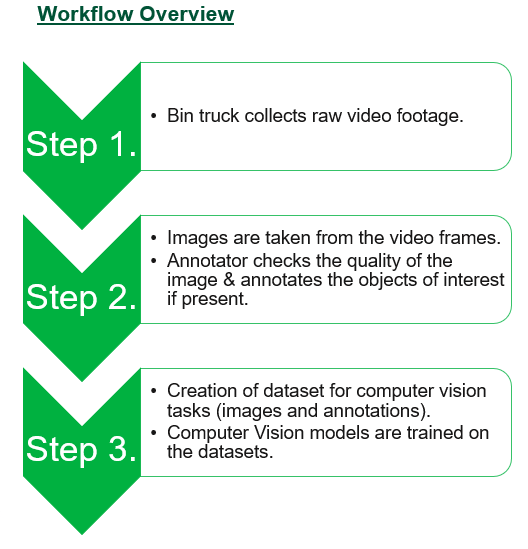 Workflow Overview
Step 1.
• Bin truck collects raw video footage.
Step 2.
• Images are taken from the video frames.
• Annotator checks the quality of the
image & annotates the objects of interest
if present.
Step 3.
• Creation of dataset for computer vision
tasks (images and annotations).
• Computer Vision models are trained on
the datasets.